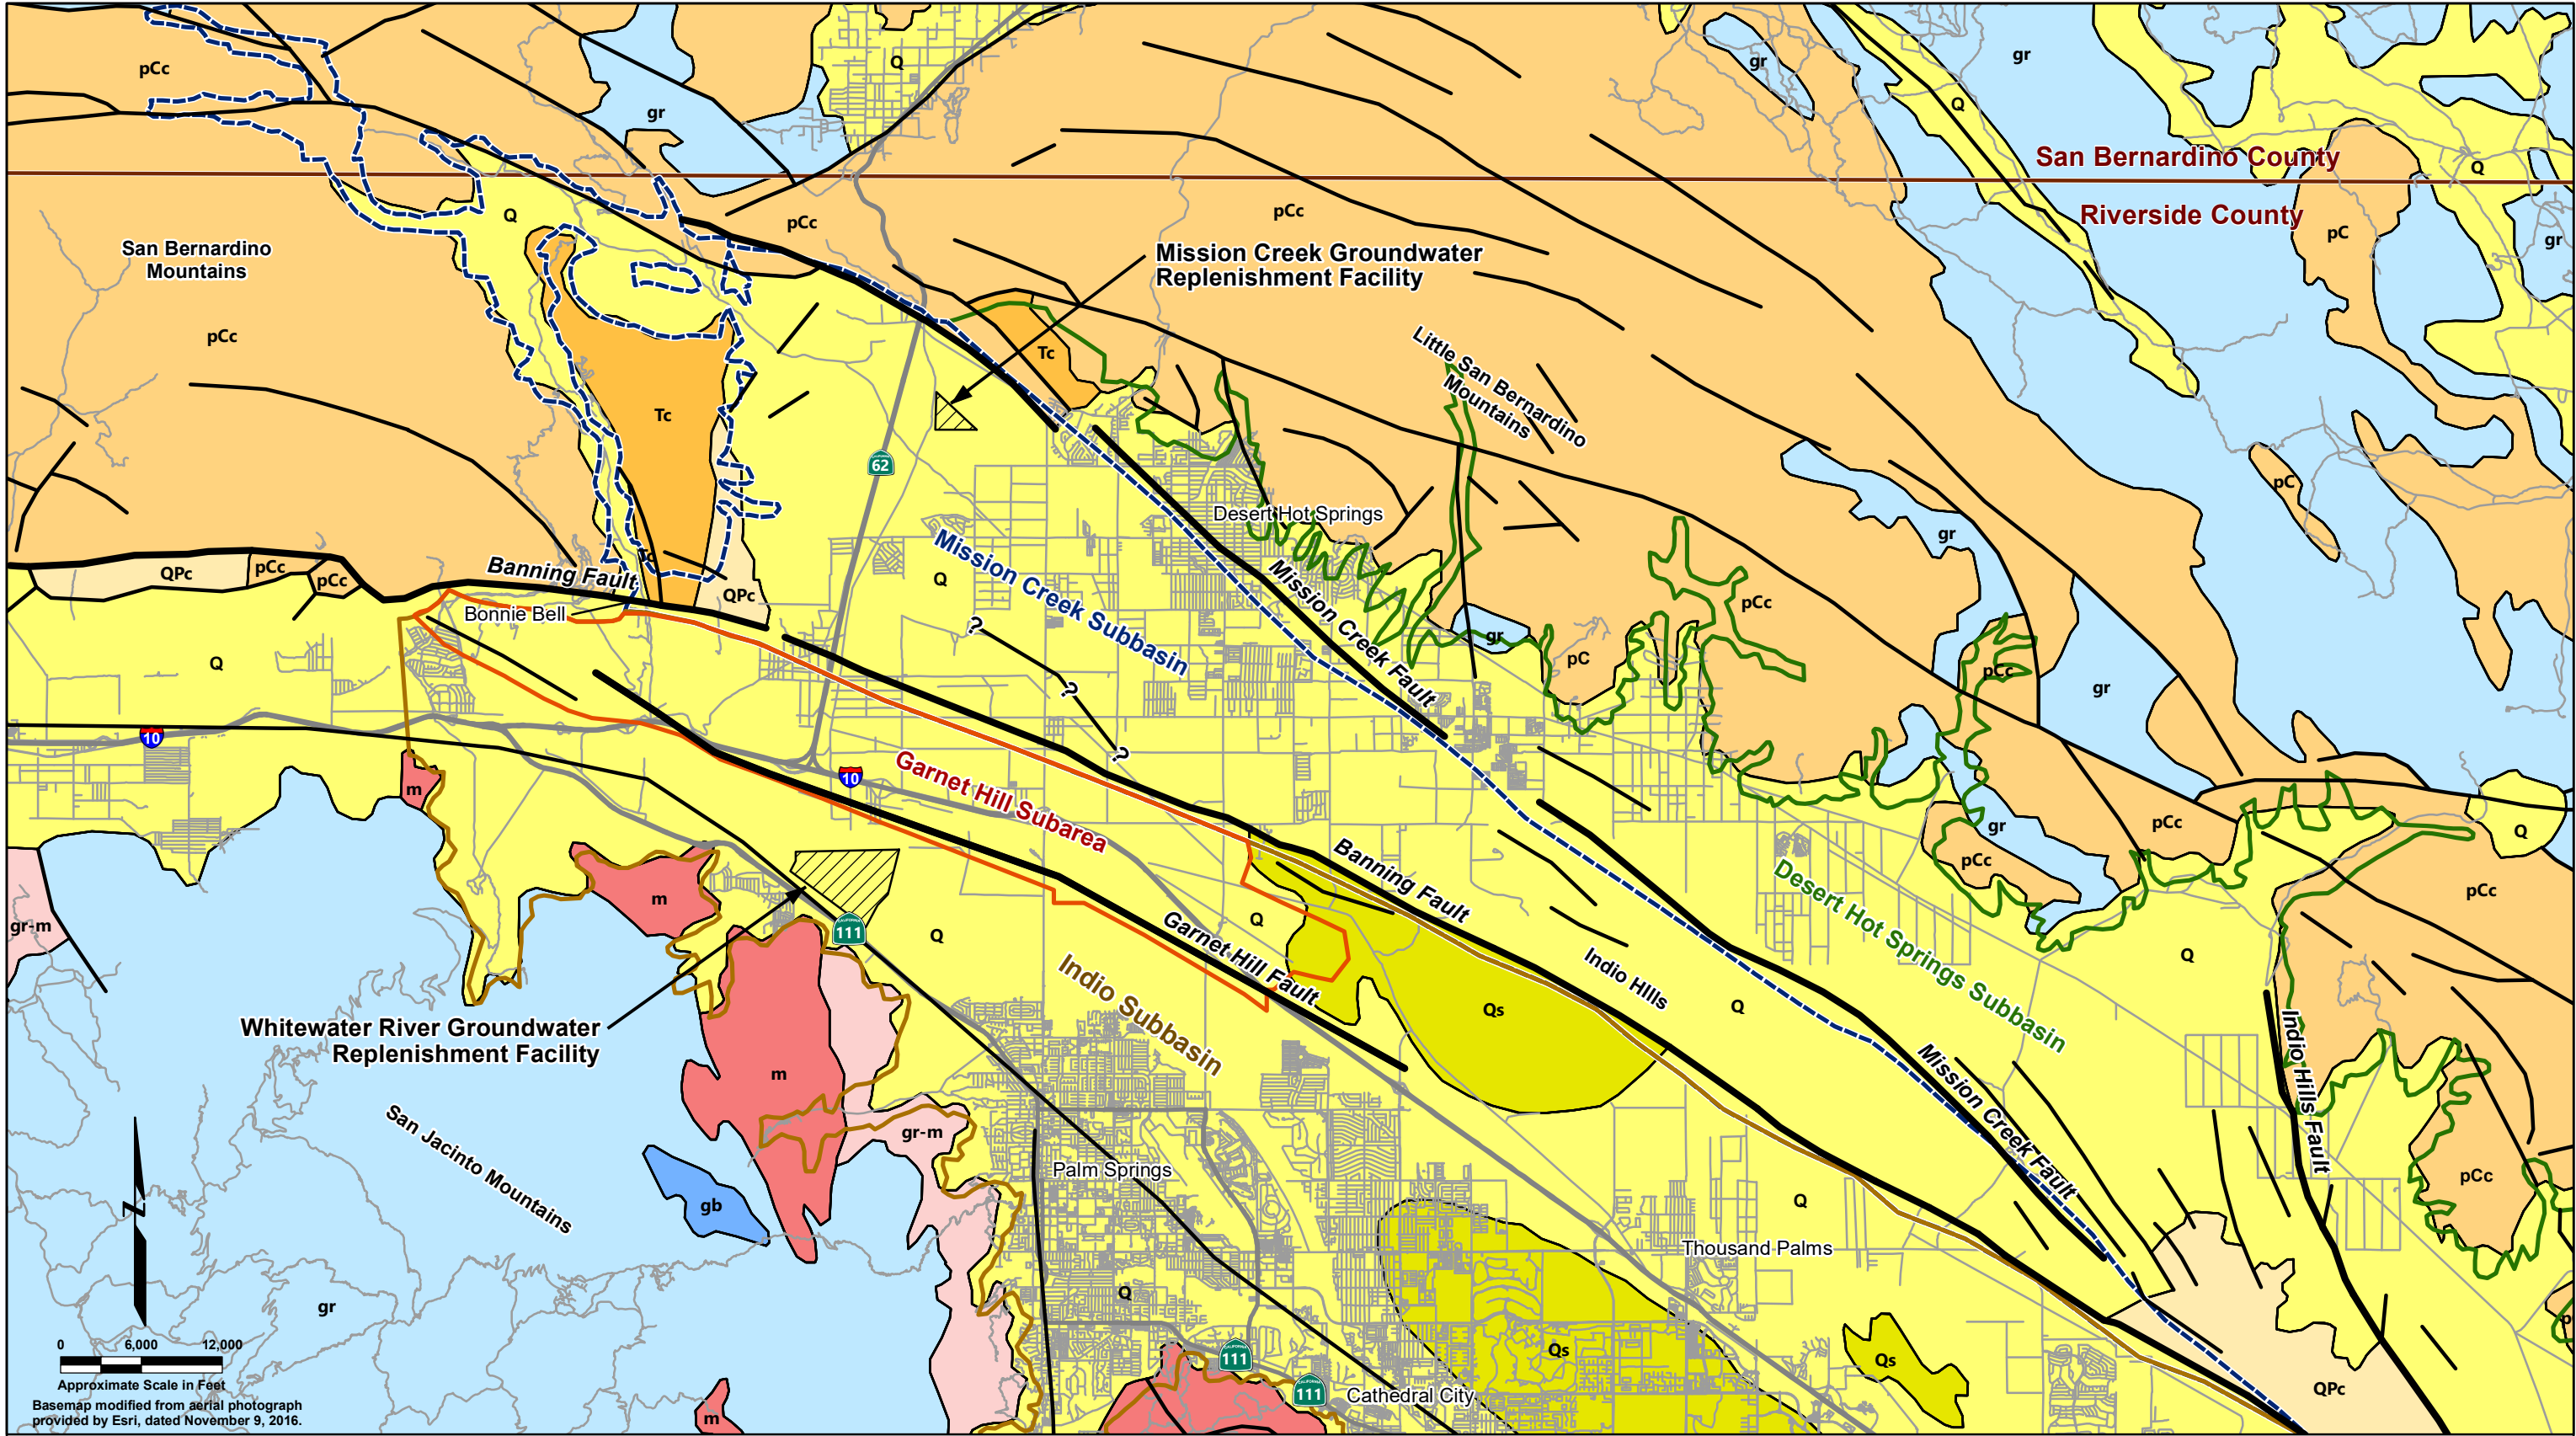 pCc
Q
gr
gr
gr
Q
San Bernardino County
Q
Riverside County
pC
gr
Q
pCc
pCc
San Bernardino
Mountains
Mission Creek Groundwater
Replenishment Facility
pCc
Tc
Little San Bernardino
Mountains
Tc
62
pC
Desert Hot Springs
gr
Mission Creek Subbasin
Tc
Banning Fault
QPc
pCc
pCc
Q
QPc
Mission Creek Fault
pCc
Bonnie Bell
?
gr
pC
Q
pCc
?
gr
10
?
10
Garnet Hill Subarea
m
gr
pCc
Q
pCc
Banning Fault
Desert Hot Springs Subbasin
m
pCc
gr-m
111
Q
Q
Garnet Hill Fault
Indio HIlls
Q
Indio Subbasin
Qs
Q
Whitewater River Groundwater
Replenishment Facility
Indio Hills Fault
m
Mission Creek Fault
San Jacinto Mountains
gr-m
Palm Springs
pCc
gb
Q
Z
Thousand Palms
Q
gr
0 6,000 12,000
Approximate Scale in Feet
111
Qs
Qs
111
Cathedral City
QPc
Basemap modified from aerial photograph
provided by Esri, dated November 9, 2016.
m